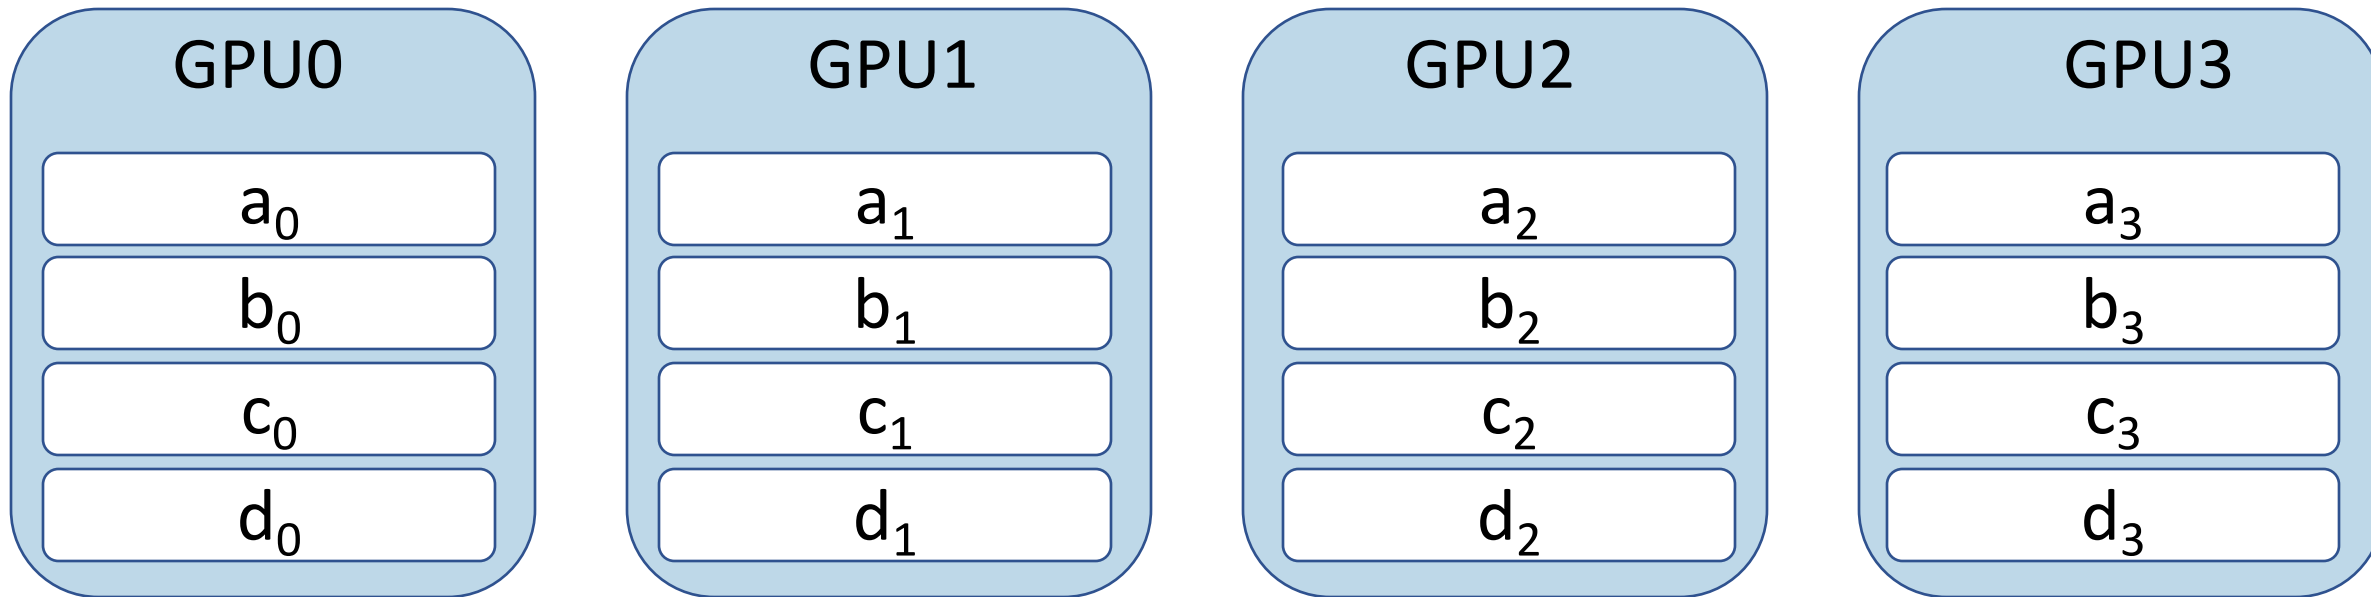 GPU0 GPU1 GPU2 GPU3
a₀ a₁ a₂ a₃
b₀ b₁ b₂ b₃
c₀ c₁ c₂ c₃
d₀ d₁ d₂ d₃